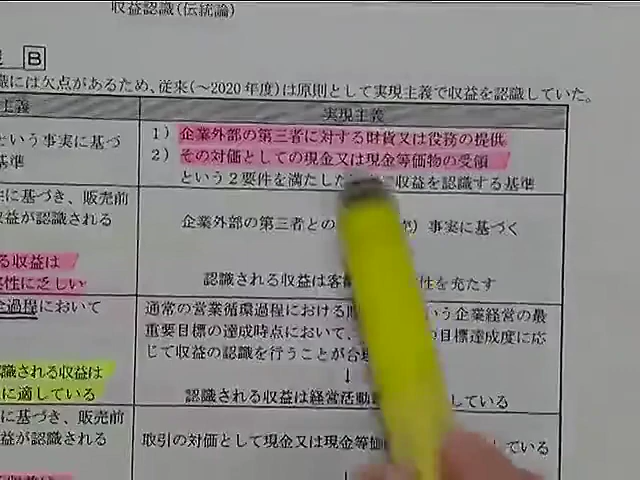 収益認識(伝統論)
B
識には欠点があるため、従来(～2020年度)は原則として実現主義で収益を認識していた。
主義
実現主義
という事実に基づ
基準
1) 企業外部の第三者に対する財貨又は役務の提供
2) その対価としての現金又は現金等価物の受領
という2要件を満たした
収益を認識する基準
生に基づき、販売前
収益が認識される
る収益は
実性に乏しい
企業外部の第三者との
事実に基づく
認識される収益は客
性を充たす
全過程において
識される収益は
に適している
通常の営業循環過程における
いう企業経営の最
重要目標の達成時点において、
の目標達成度に応
じて収益の認識を行うことが合理
↓
認識される収益は経営活動
している
に基づき、販売前
益が認識される
取引の対価として現金又は現金等価
ている